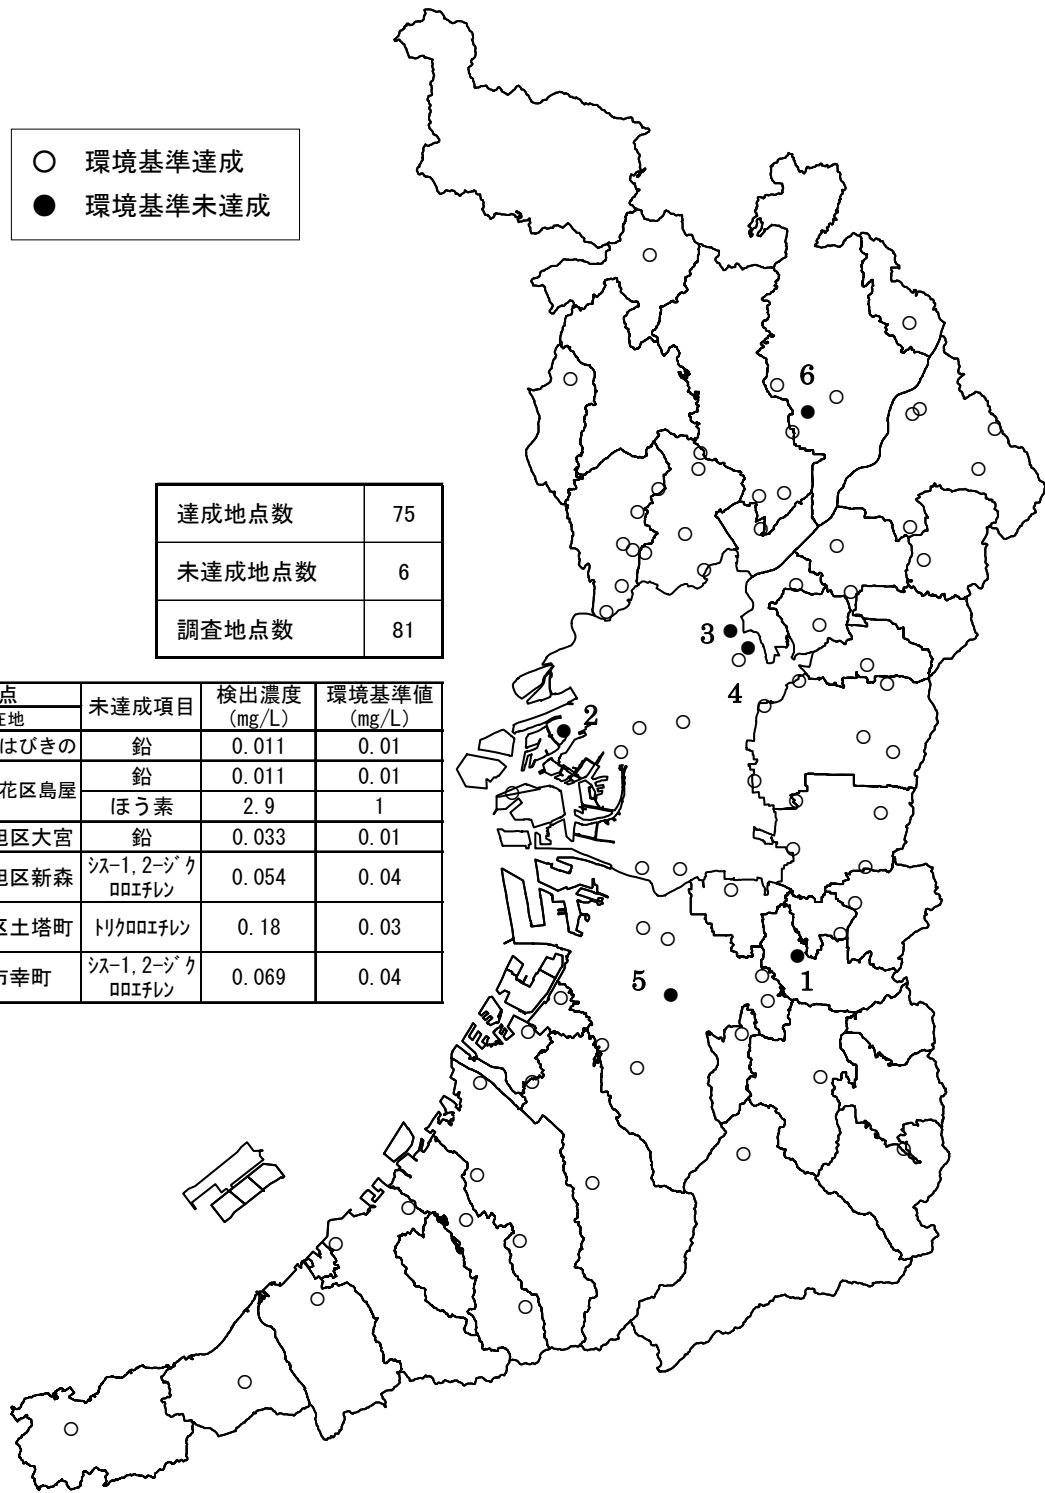 ○ 環境基準達成
● 環境基準未達成
達成地点数 75
未達成地点数 6
調査地点数 81
点 未達成項目 検出濃度 環境基準値
在地 (mg/L) (mg/L)
はびきの 鉛 0.011 0.01
花区島屋 鉛 0.011 0.01
ほう素 2.9 1
旭区大宮 鉛 0.033 0.01
旭区新森 シス-1,2-ジク 0.054 0.04
ロロエチレン
区土塔町 トリクロロエチレン 0.18 0.03
市幸町 シス-1,2-ジク 0.069 0.04
ロロエチレン
6
3
4
2
5
1